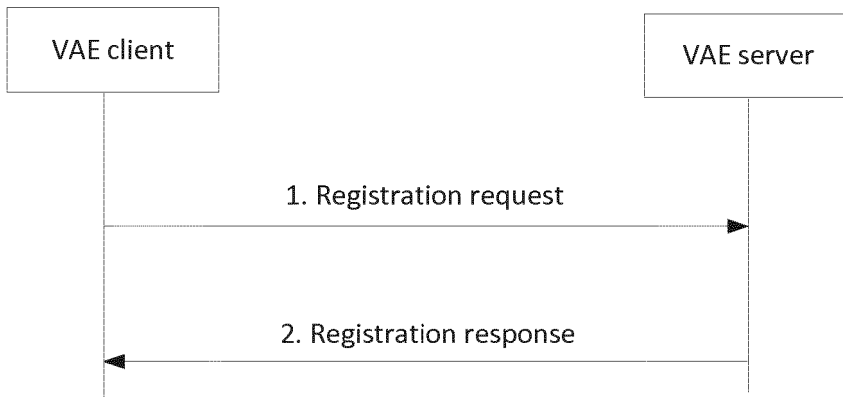 VAE client
VAE server
1. Registration request
2. Registration response